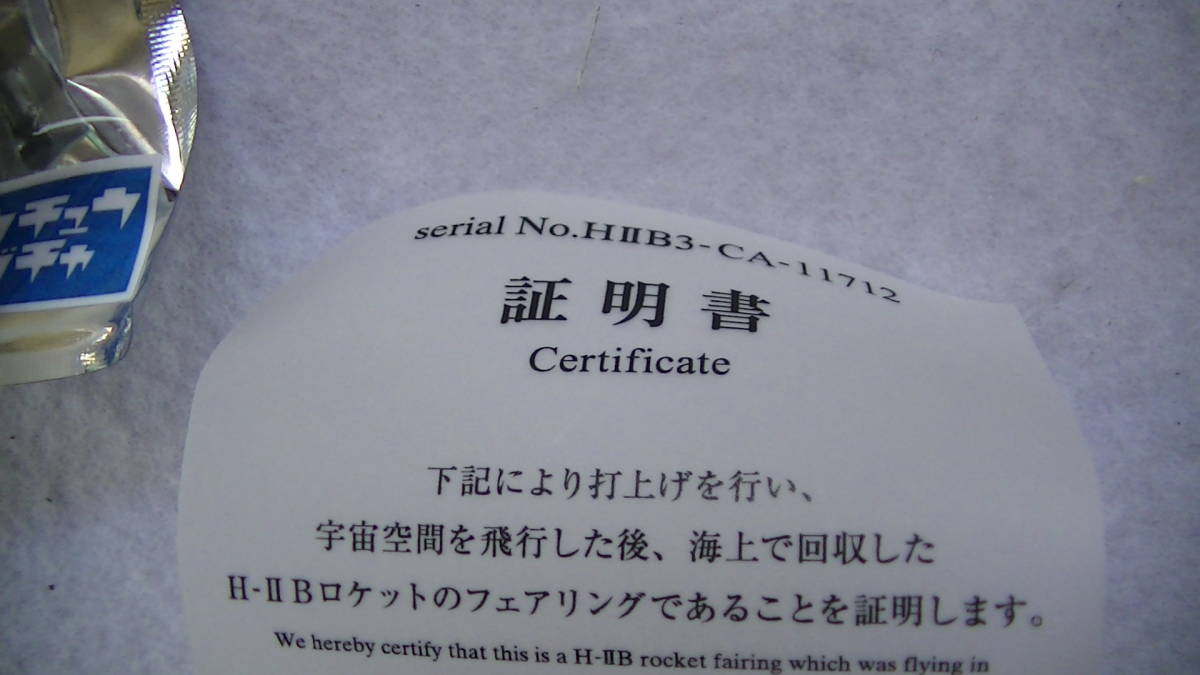 チュウ
ガチャ
serial No.HⅡB3-CA-11712
証明書
Certificate
下記により打上げを行い、
宇宙空間を飛行した後、海上で回収した
H-ⅡBロケットのフェアリングであることを証明します。
We hereby certify that this is a H-ⅡB rocket fairing which was flying in